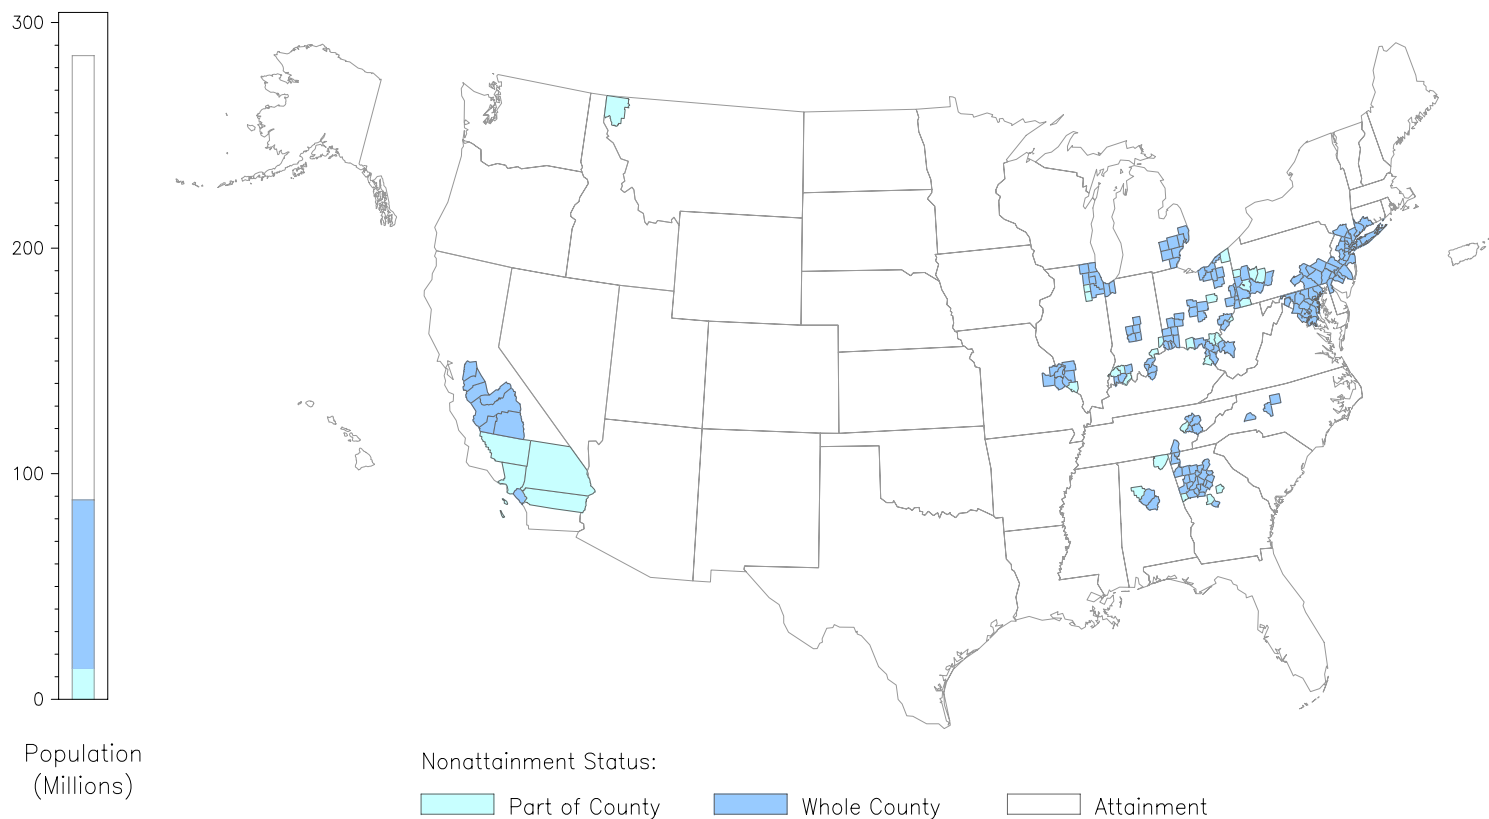 300
200
100
0
Population
(Millions)
Nonattainment Status:
Part of County
Whole County
Attainment